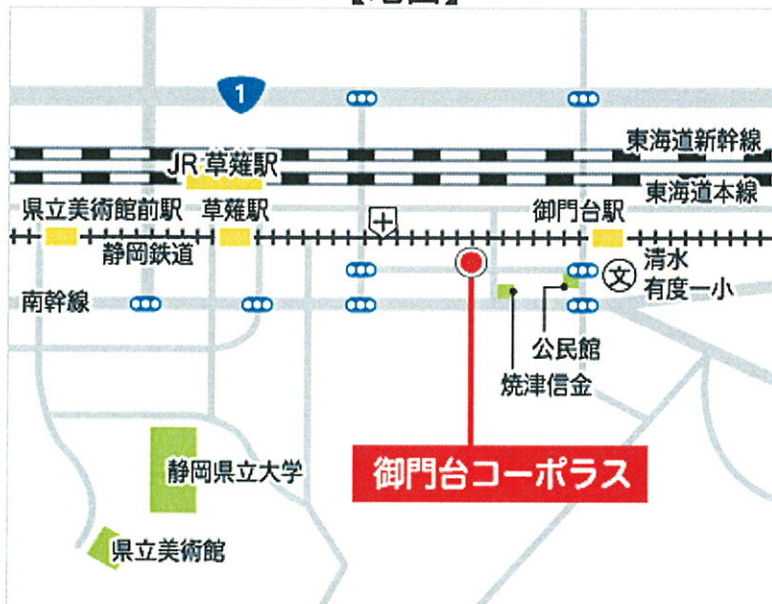 1
東海道新幹線
JR 草薙駅
東海道本線
県立美術館前駅
草薙駅
御門台駅
静岡鉄道
文
清水
有度一小
南幹線
公民館
焼津信金
御門台コーポラス
静岡県立大学
県立美術館